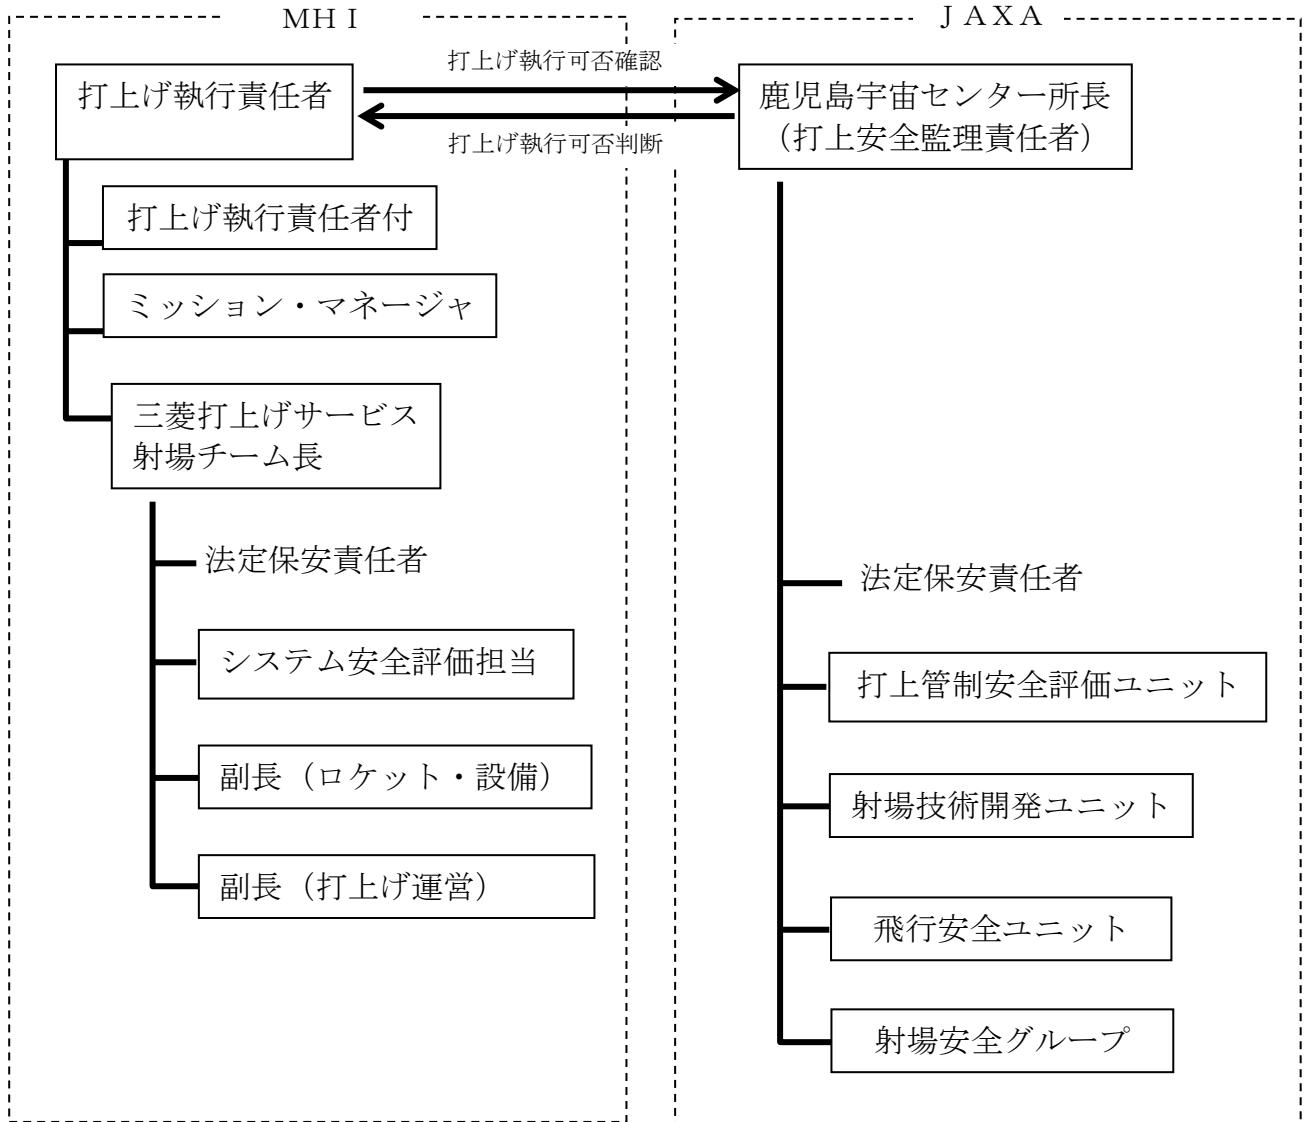 ＭＨＩ
ＪＡＸＡ
打上げ執行可否確認
打上げ執行責任者
鹿児島宇宙センター所長
（打上安全監理責任者）
打上げ執行可否判断
打上げ執行責任者付
ミッション・マネージャ
三菱打上げサービス
射場チーム長
法定保安責任者
システム安全評価担当
副長（ロケット・設備）
副長（打上げ運営）
法定保安責任者
打上管制安全評価ユニット
射場技術開発ユニット
飛行安全ユニット
射場安全グループ